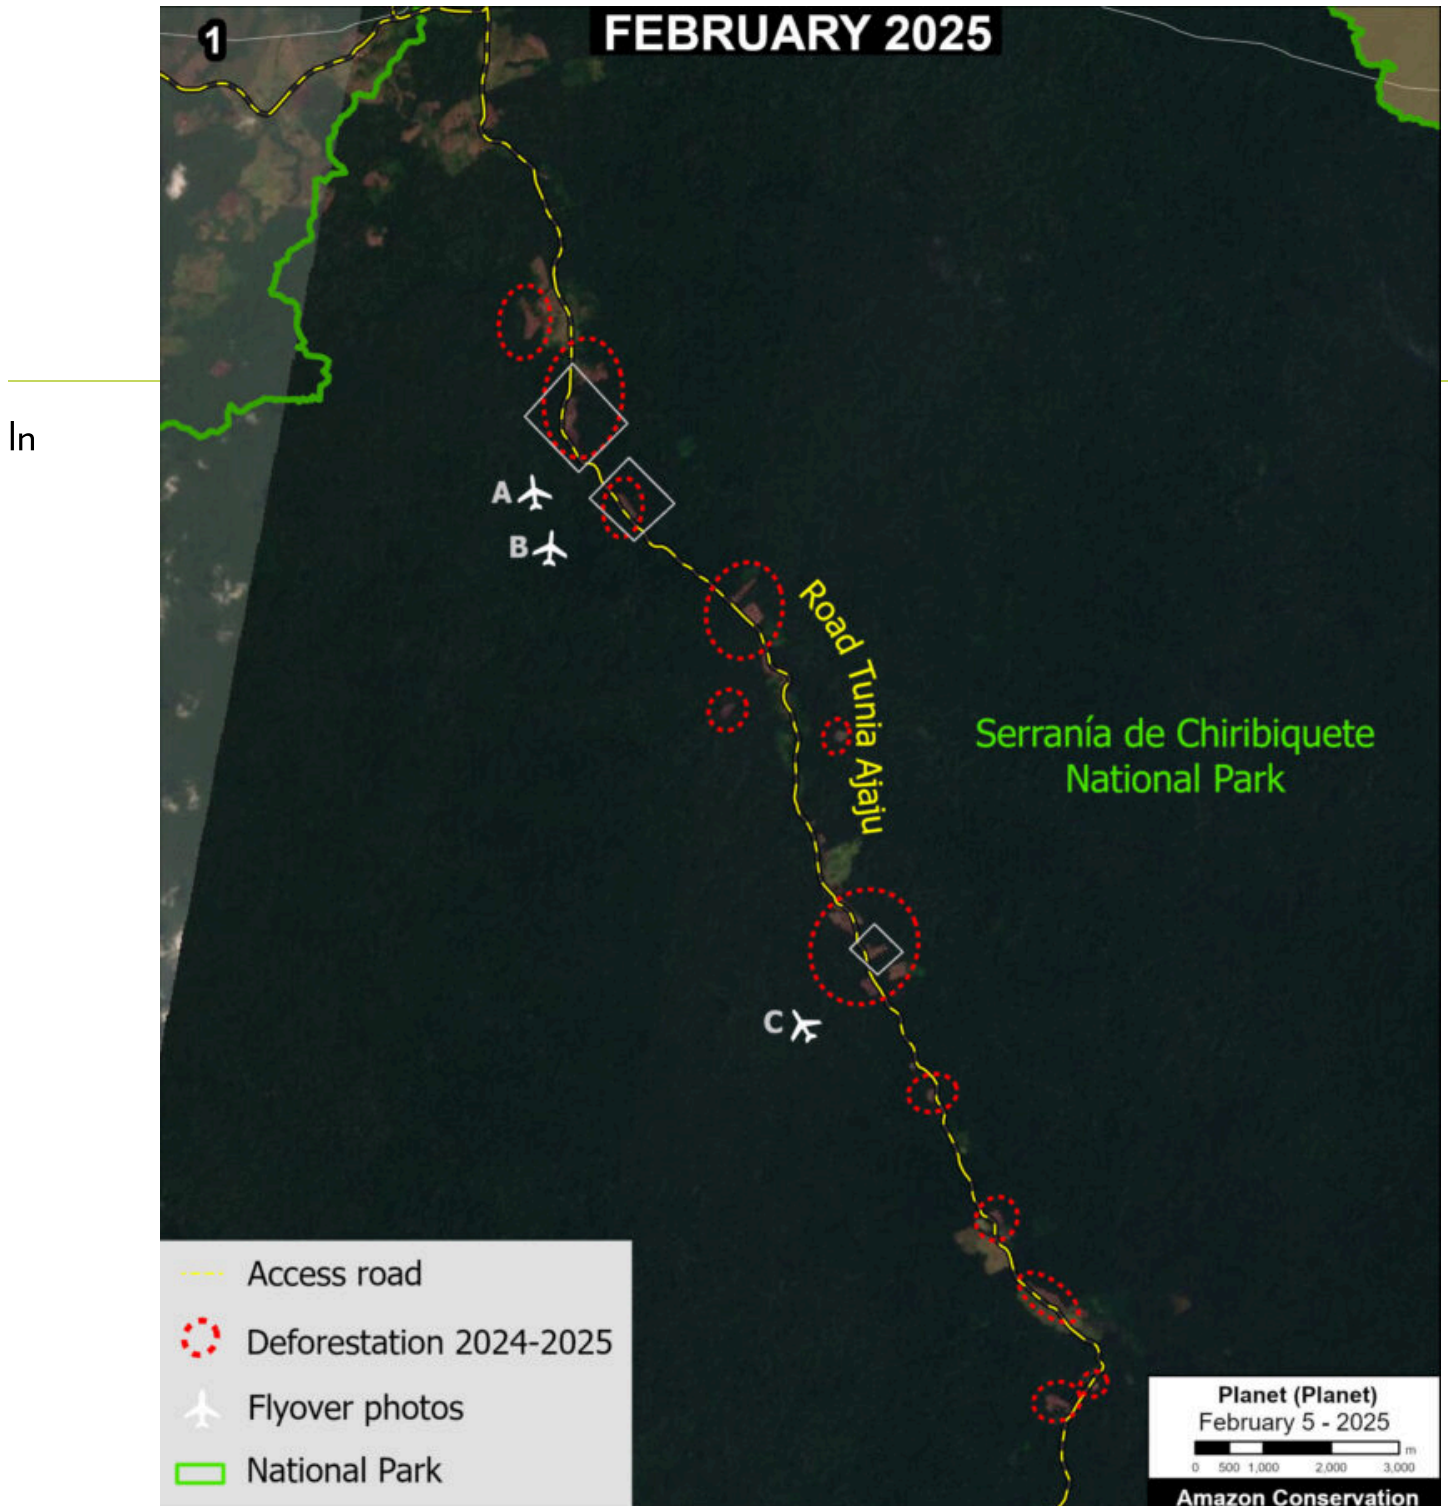 1
FEBRUARY 2025
In
A
B
Road Tunia Ajaju
Serranía de Chiribiquete
National Park
C
Access road
Deforestation 2024-2025
Flyover photos
National Park
Planet (Planet)
February 5 - 2025
m
0 500 1,000 2,000 3,000
Amazon Conservation